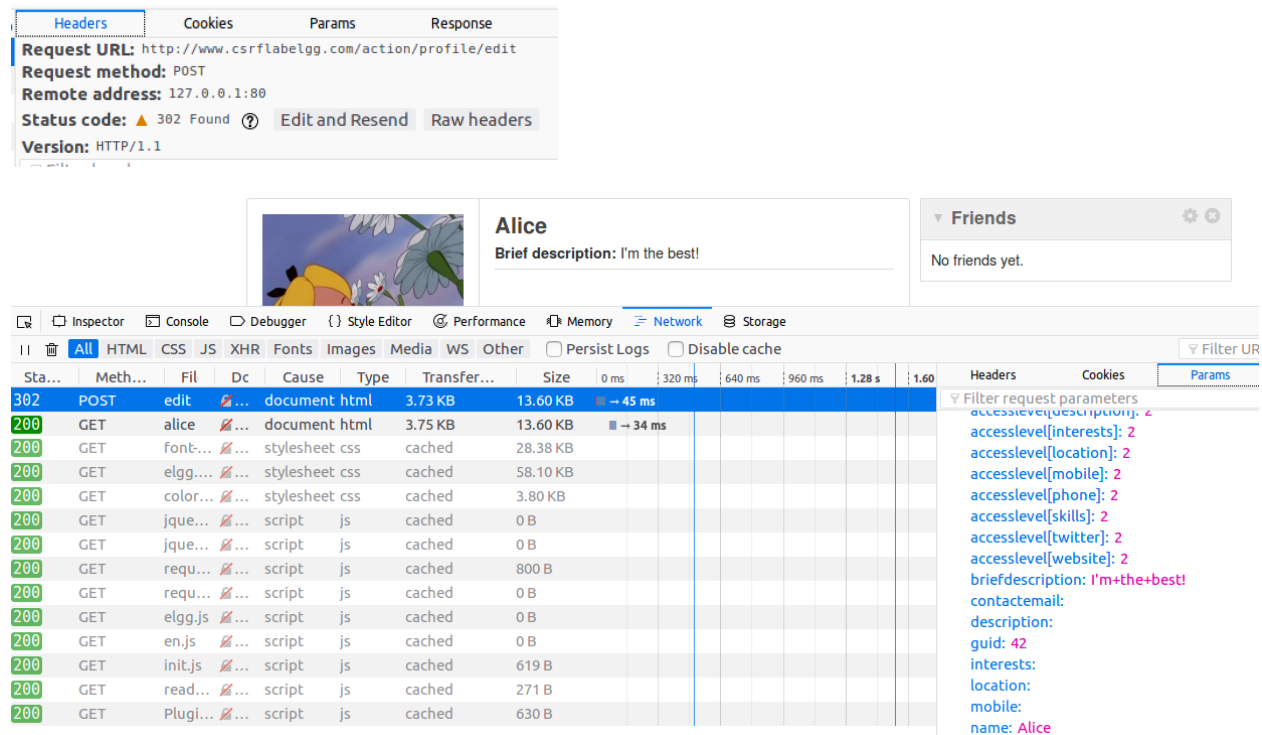 Headers Cookies Params Response
Request URL: http://www.csrflabelgg.com/action/profile/edit
Request method: POST
Remote address: 127.0.0.1:80
Status code: 302 Found ? Edit and Resend Raw headers
Version: HTTP/1.1
Alice
Brief description: I'm the best!
Friends
No friends yet.
Inspector Console Debugger {} Style Editor Performance Memory Network Storage
All HTML CSS JS XHR Fonts Images Media WS Other Persist Logs Disable cache Filter UR
Sta... Meth... Fil Dc Cause Type Transfer... Size 0 ms 320 ms 640 ms 960 ms 1.28 s 1.60
Headers Cookies Params
Filter request parameters
302 POST edit ... document html 3.73 KB 13.60 KB → 45 ms
200 GET alice ... document html 3.75 KB 13.60 KB → 34 ms
200 GET font-... ... stylesheet css cached 28.38 KB
200 GET elgg.... ... stylesheet css cached 58.10 KB
200 GET color... ... stylesheet css cached 3.80 KB
200 GET jque... ... script js cached 0 B
200 GET jque... ... script js cached 0 B
200 GET requ... ... script js cached 800 B
200 GET requ... ... script js cached 0 B
200 GET elgg.js ... script js cached 0 B
200 GET en.js ... script js cached 0 B
200 GET init.js ... script js cached 619 B
200 GET read... ... script js cached 271 B
200 GET Plugi... ... script js cached 630 B
accesslevel[description]: 2
accesslevel[interests]: 2
accesslevel[location]: 2
accesslevel[mobile]: 2
accesslevel[phone]: 2
accesslevel[skills]: 2
accesslevel[twitter]: 2
accesslevel[website]: 2
briefdescription: I'm+the+best!
contactemail:
description:
guid: 42
interests:
location:
mobile:
name: Alice